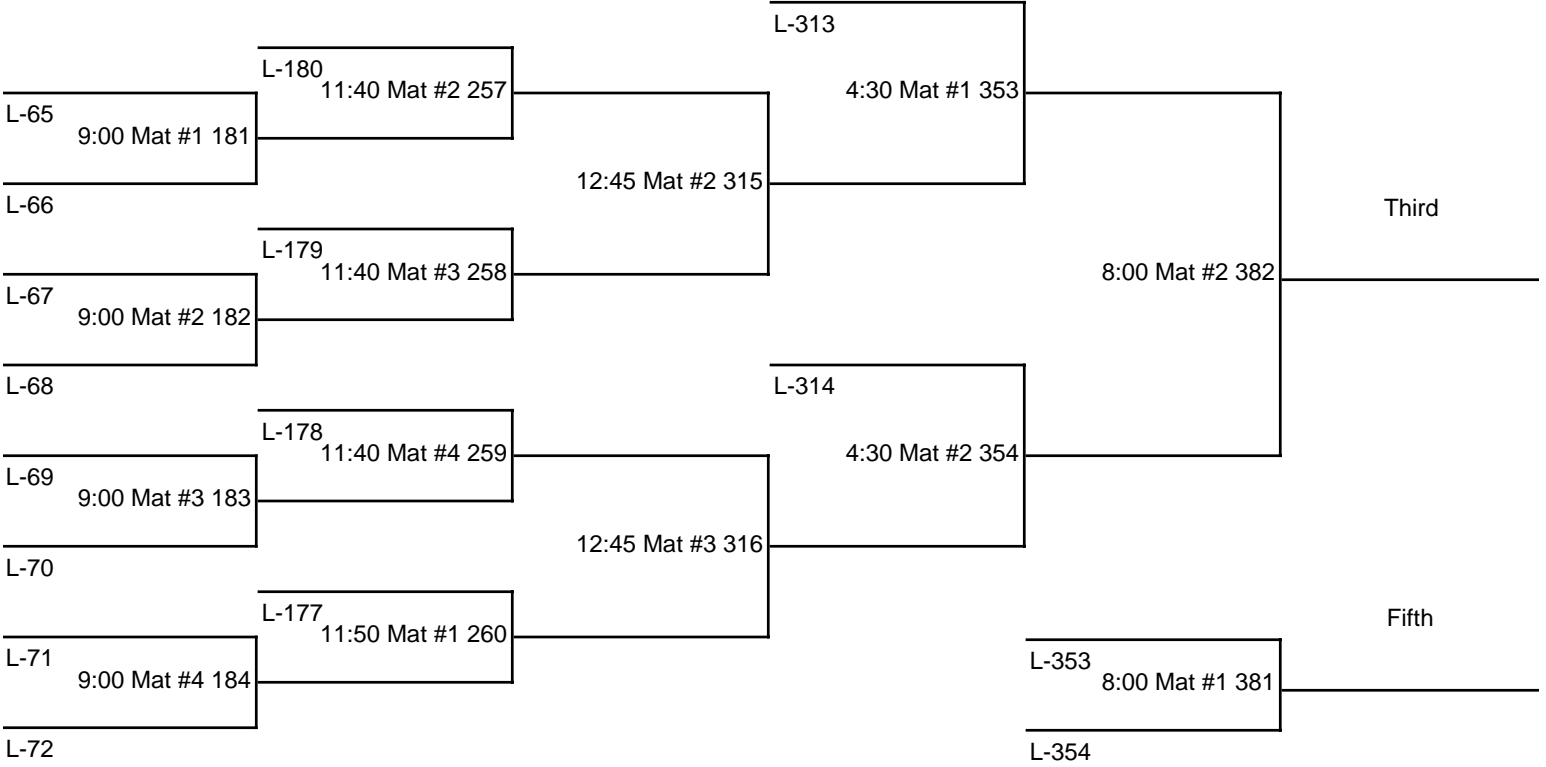 L-313
L-180
11:40 Mat #2 257
4:30 Mat #1 353
L-65
9:00 Mat #1 181
12:45 Mat #2 315
L-66
Third
L-179
11:40 Mat #3 258
8:00 Mat #2 382
L-67
9:00 Mat #2 182
L-68
L-314
L-178
11:40 Mat #4 259
4:30 Mat #2 354
L-69
9:00 Mat #3 183
12:45 Mat #3 316
L-70
L-177
11:50 Mat #1 260
Fifth
L-71
9:00 Mat #4 184
L-353
8:00 Mat #1 381
L-72
L-354